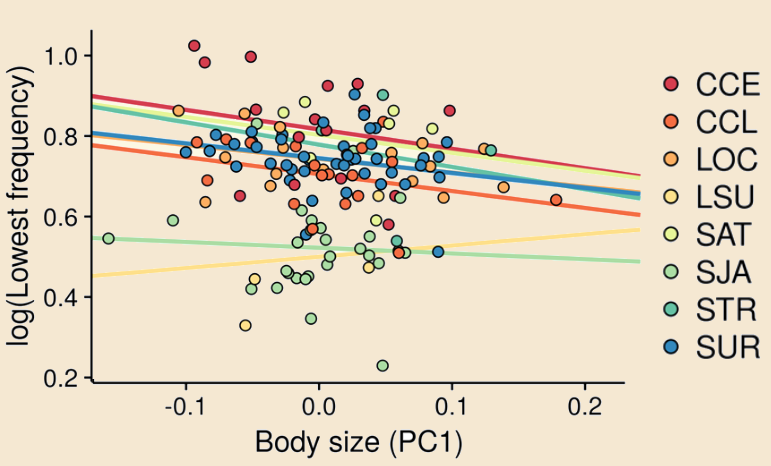 log(Lowest frequency)
1.0
0.8
0.6
0.4
0.2
-0.1
0.0
0.1
0.2
Body size (PC1)
CCE
CCL
LOC
LSU
SAT
SJA
STR
SUR